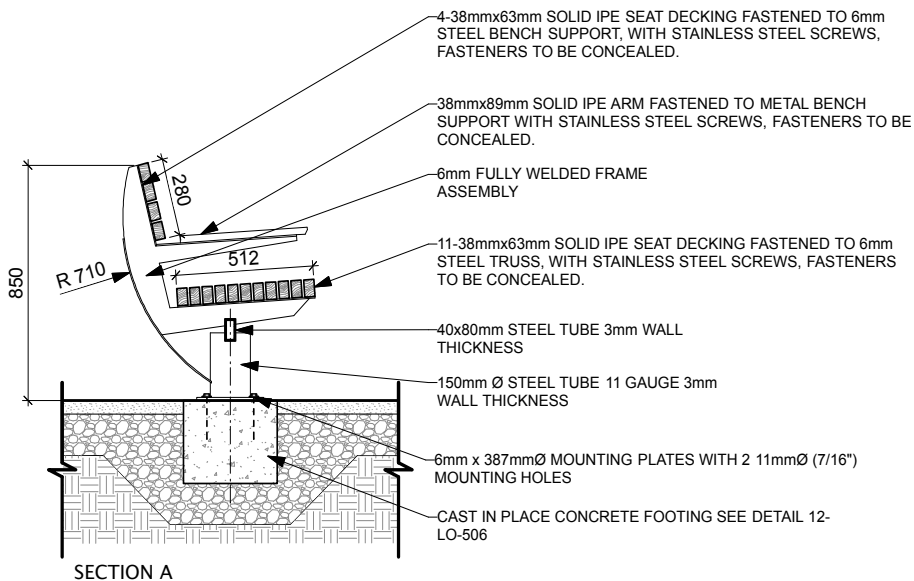 4-38mmx63mm SOLID IPE SEAT DECKING FASTENED TO 6mm
STEEL BENCH SUPPORT, WITH STAINLESS STEEL SCREWS,
FASTENERS TO BE CONCEALED.
38mmx89mm SOLID IPE ARM FASTENED TO METAL BENCH
SUPPORT WITH STAINLESS STEEL SCREWS, FASTENERS TO BE
CONCEALED.
6mm FULLY WELDED FRAME
ASSEMBLY
280
11-38mmx63mm SOLID IPE SEAT DECKING FASTENED TO 6mm
STEEL TRUSS, WITH STAINLESS STEEL SCREWS, FASTENERS
TO BE CONCEALED.
512
R 710
850
40x80mm STEEL TUBE 3mm WALL
THICKNESS
150mm Ø STEEL TUBE 11 GAUGE 3mm
WALL THICKNESS
6mm x 387mmØ MOUNTING PLATES WITH 2 11mmØ (7/16")
MOUNTING HOLES
CAST IN PLACE CONCRETE FOOTING SEE DETAIL 12-
LO-506
SECTION A